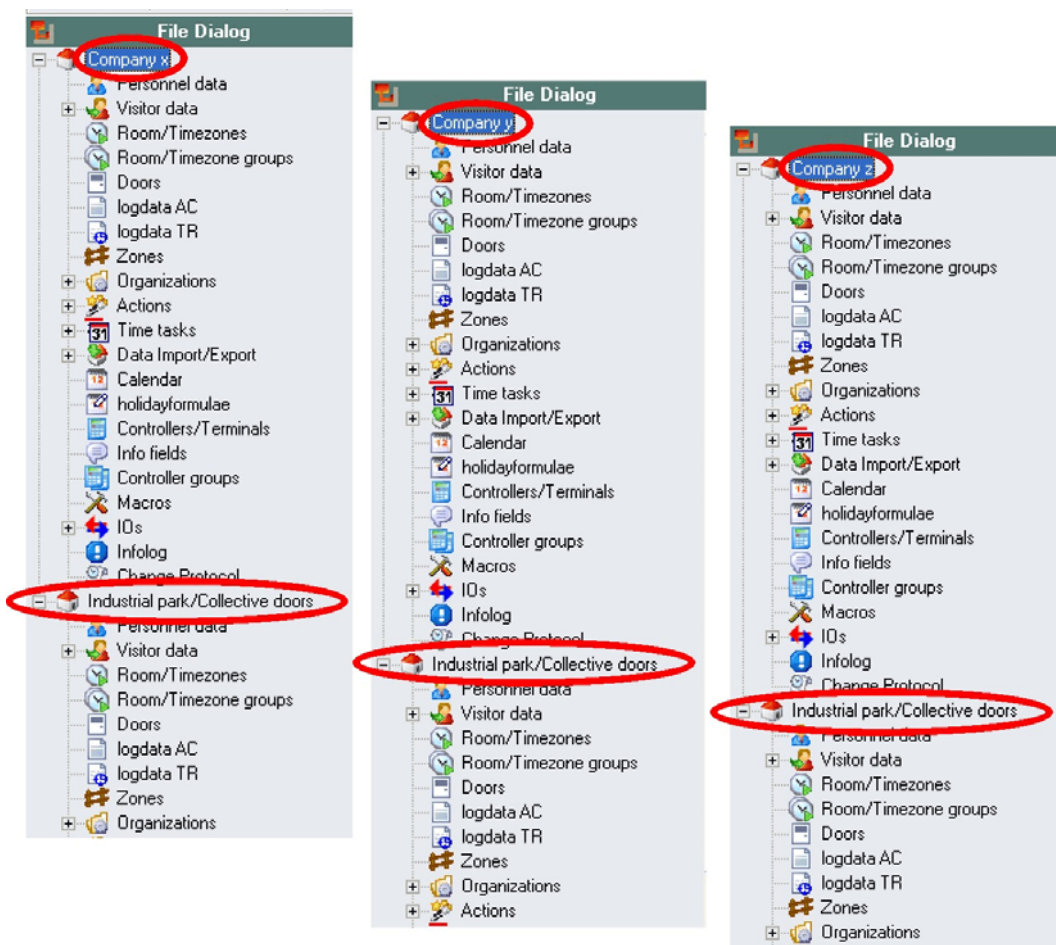 File Dialog
Company x
Personnel data
Visitor data
Room/Timezones
Room/Timezone groups
Doors
logdata AC
logdata TR
Zones
Organizations
Actions
31 Time tasks
Data Import/Export
12 Calendar
holidayformulae
Controllers/Terminals
Info fields
Controller groups
Macros
IOs
Infolog
Change Protocol
Industrial park/Collective doors
Personnel data
Visitor data
Room/Timezones
Room/Timezone groups
Doors
logdata AC
logdata TR
Zones
Organizations
File Dialog
Company y
Personnel data
Visitor data
Room/Timezones
Room/Timezone groups
Doors
logdata AC
logdata TR
Zones
Organizations
Actions
31 Time tasks
Data Import/Export
12 Calendar
holidayformulae
Controllers/Terminals
Info fields
Controller groups
Macros
IOs
Infolog
Change Protocol
Industrial park/Collective doors
Personnel data
Visitor data
Room/Timezones
Room/Timezone groups
Doors
logdata AC
logdata TR
Zones
Organizations
Actions
File Dialog
Company z
Personnel data
Visitor data
Room/Timezones
Room/Timezone groups
Doors
logdata AC
logdata TR
Zones
Organizations
Actions
31 Time tasks
Data Import/Export
12 Calendar
holidayformulae
Controllers/Terminals
Info fields
Controller groups
Macros
IOs
Infolog
Change Protocol
Industrial park/Collective doors
Personnel data
Visitor data
Room/Timezones
Room/Timezone groups
Doors
logdata AC
logdata TR
Zones
Organizations